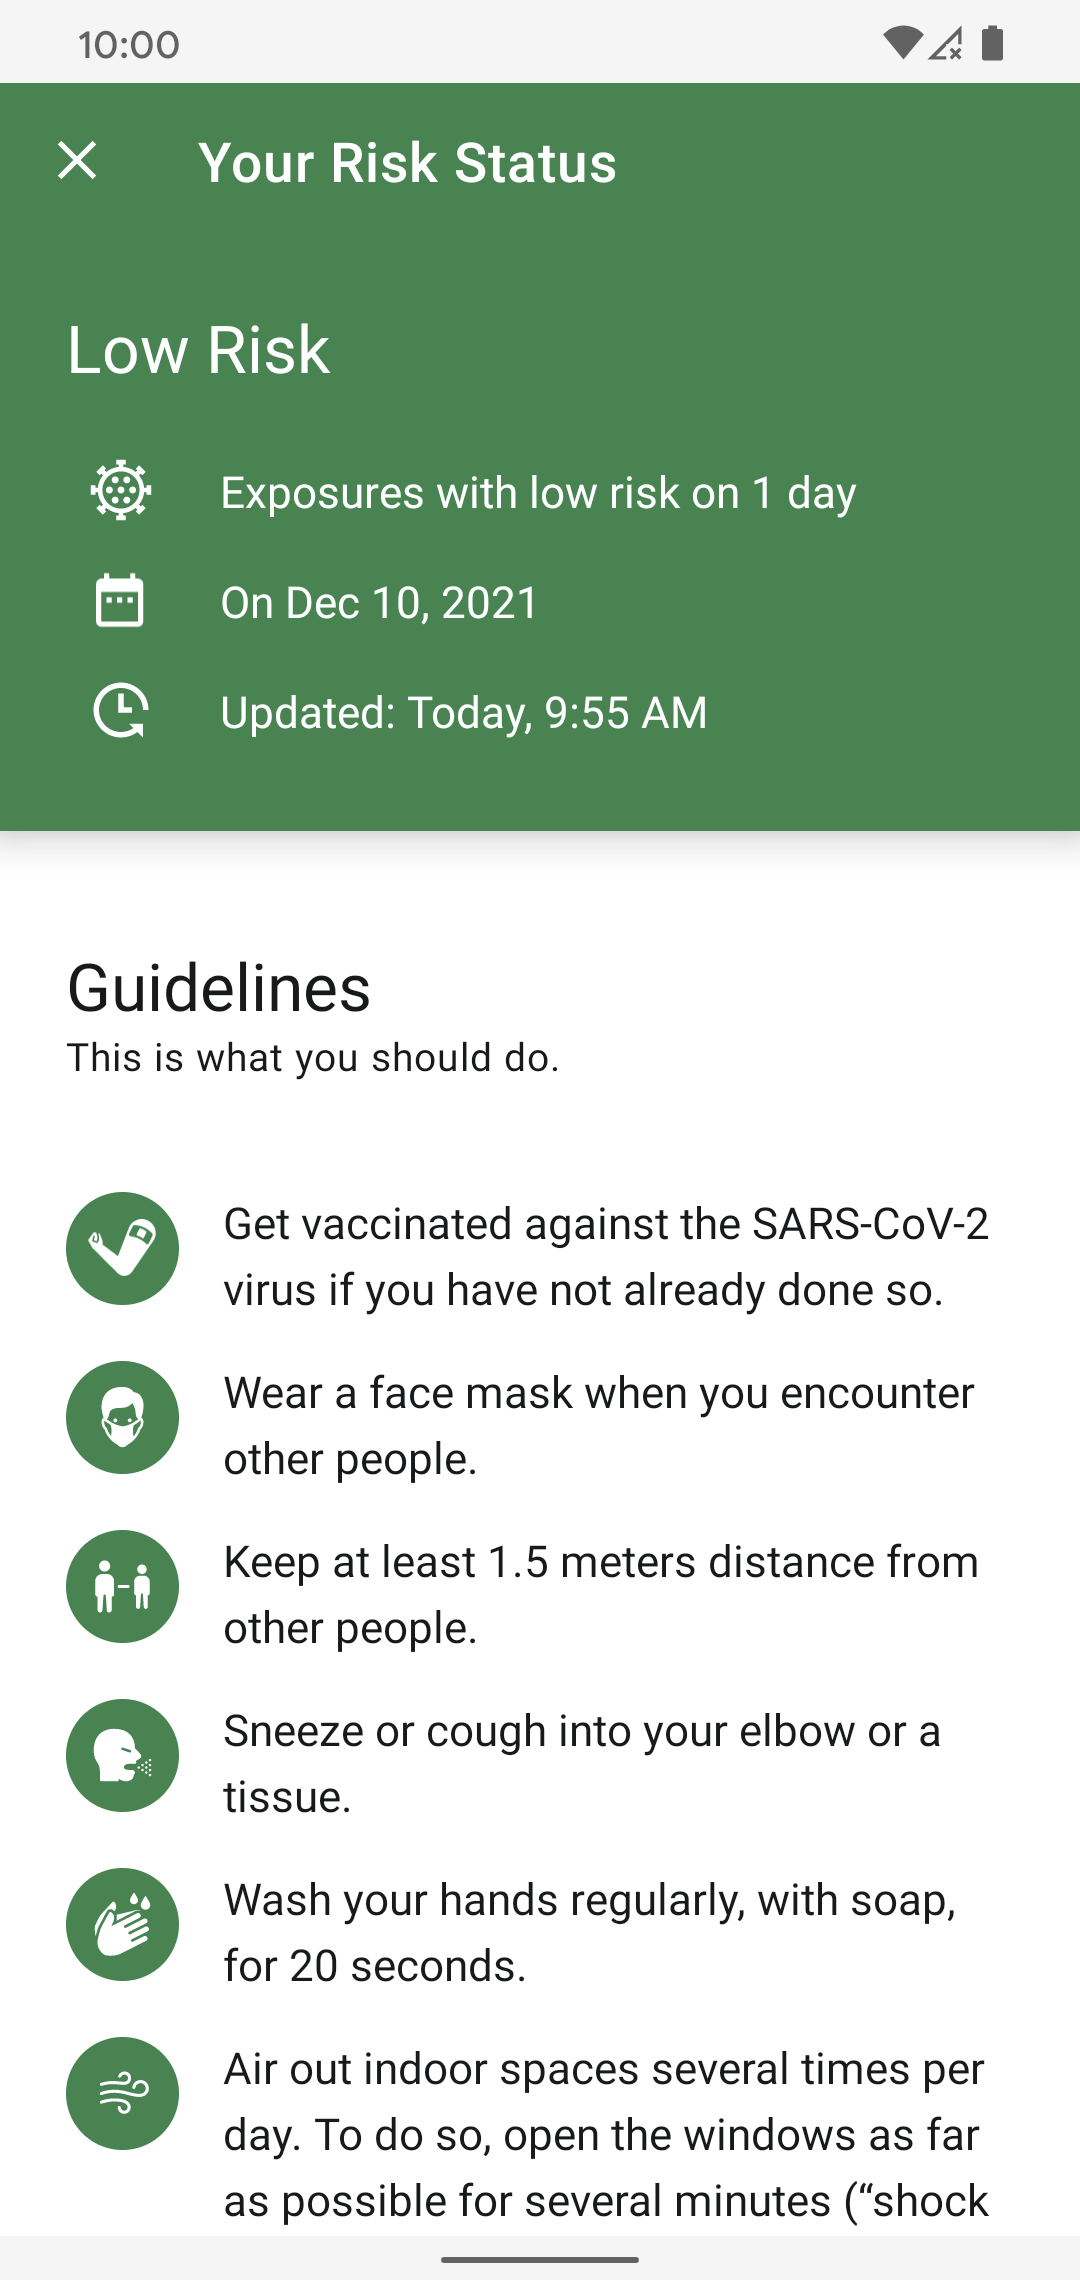 10:00
Your Risk Status
Low Risk
Exposures with low risk on 1 day
On Dec 10, 2021
Updated: Today, 9:55 AM
Guidelines
This is what you should do.
Get vaccinated against the SARS-CoV-2
virus if you have not already done so.
Wear a face mask when you encounter
other people.
Keep at least 1.5 meters distance from
other people.
Sneeze or cough into your elbow or a
tissue.
Wash your hands regularly, with soap,
for 20 seconds.
Air out indoor spaces several times per
day. To do so, open the windows as far
as possible for several minutes (“shock